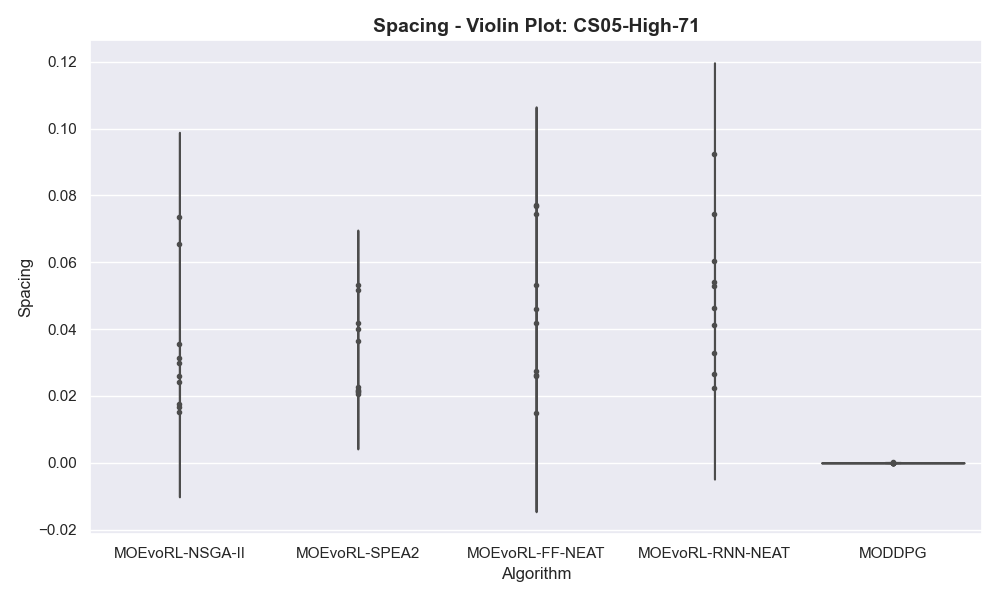 Spacing - Violin Plot: CS05-High-71
Spacing
0.12
0.10
0.08
0.06
0.04
0.02
0.00
−0.02
MOEvoRL-NSGA-II
MOEvoRL-SPEA2
MOEvoRL-FF-NEAT
MOEvoRL-RNN-NEAT
MODDPG
Algorithm